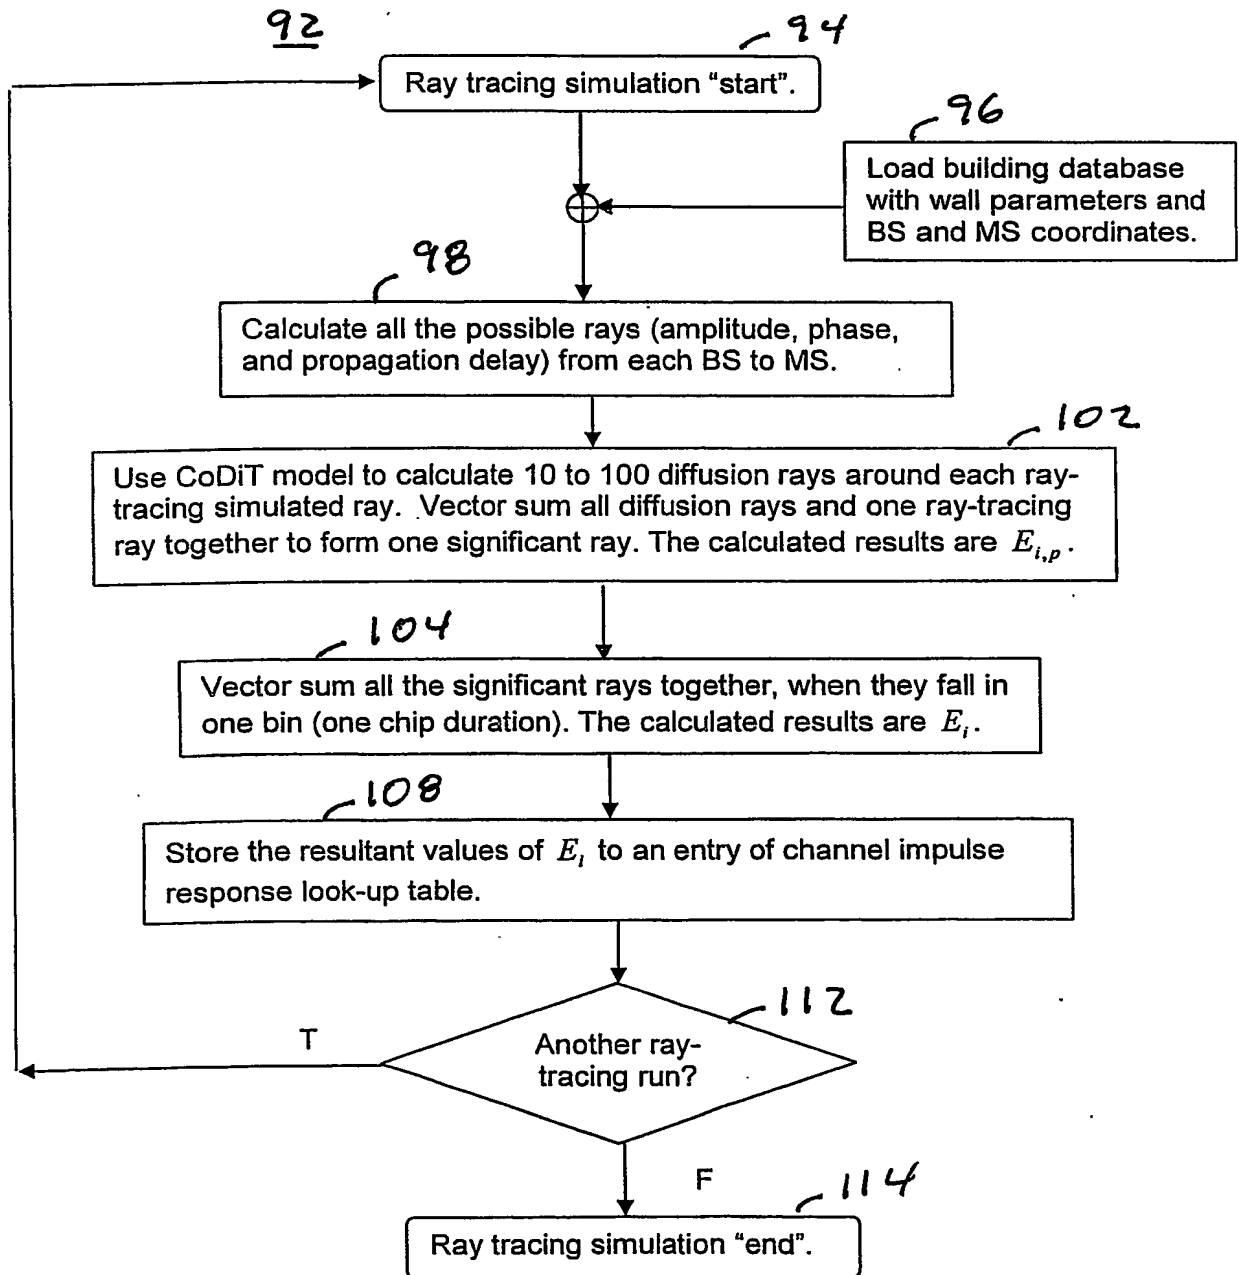 92
94
Ray tracing simulation “start”.
96
Load building database
with wall parameters and
BS and MS coordinates.
98
Calculate all the possible rays (amplitude, phase,
and propagation delay) from each BS to MS.
102
Use CoDiT model to calculate 10 to 100 diffusion rays around each ray-
tracing simulated ray. Vector sum all diffusion rays and one ray-tracing
ray together to form one significant ray. The calculated results are E_{i,p}.
104
Vector sum all the significant rays together, when they fall in
one bin (one chip duration). The calculated results are E_i.
108
Store the resultant values of E_i to an entry of channel impulse
response look-up table.
112
Another ray-
tracing run?
T
F
114
Ray tracing simulation “end”.